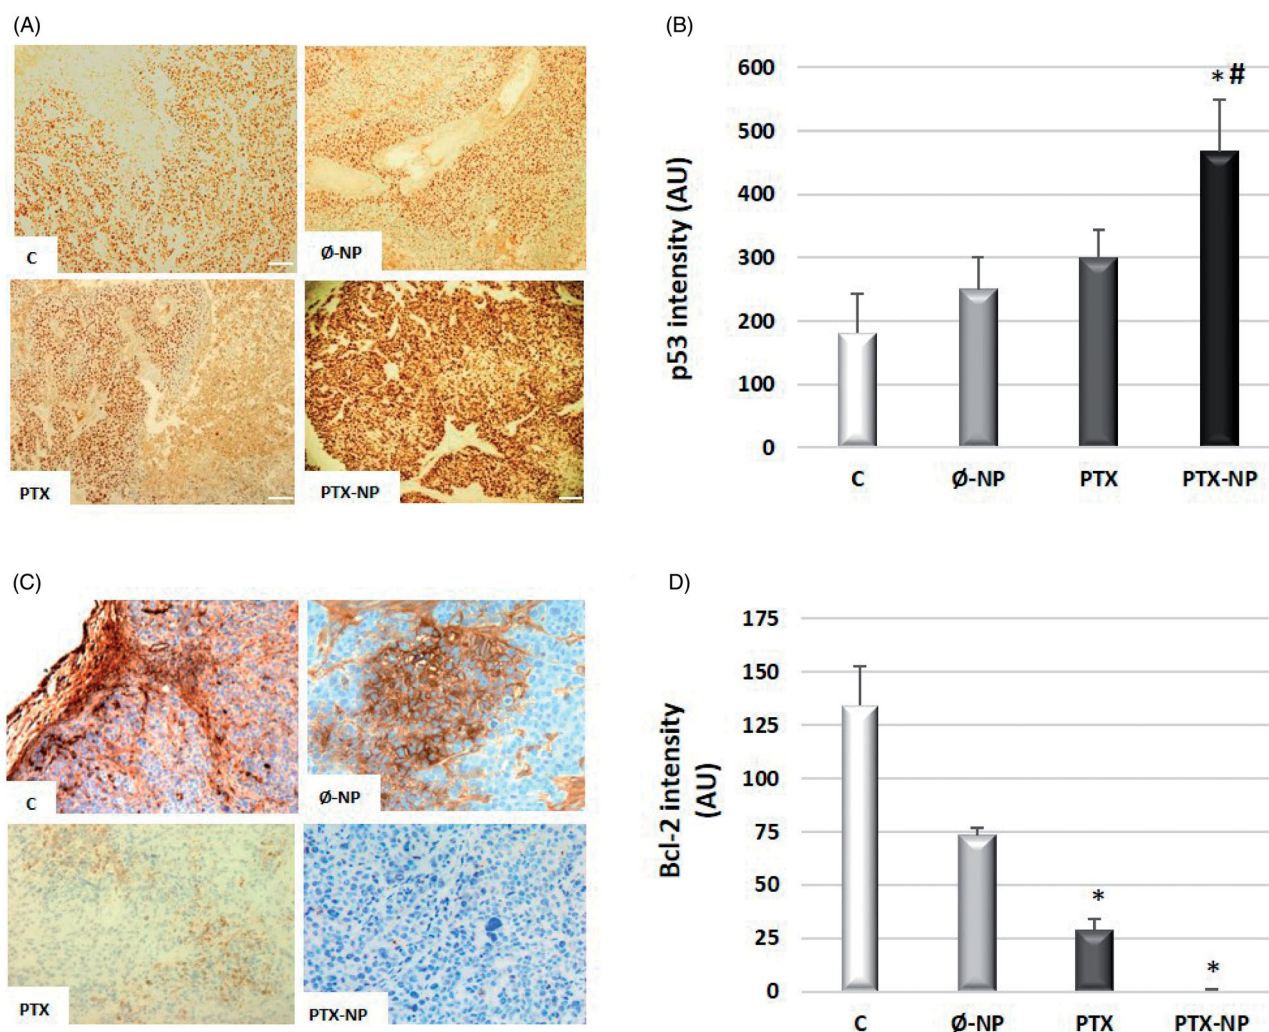 (A)
C
Ø-NP
PTX
PTX-NP
(B)
p53 intensity (AU)
600
500
400
300
200
100
0
*#
C Ø-NP PTX PTX-NP
(C)
C
Ø-NP
PTX
PTX-NP
D)
Bcl-2 intensity
(AU)
175
150
125
100
75
50
25
0
*
*
C Ø-NP PTX PTX-NP